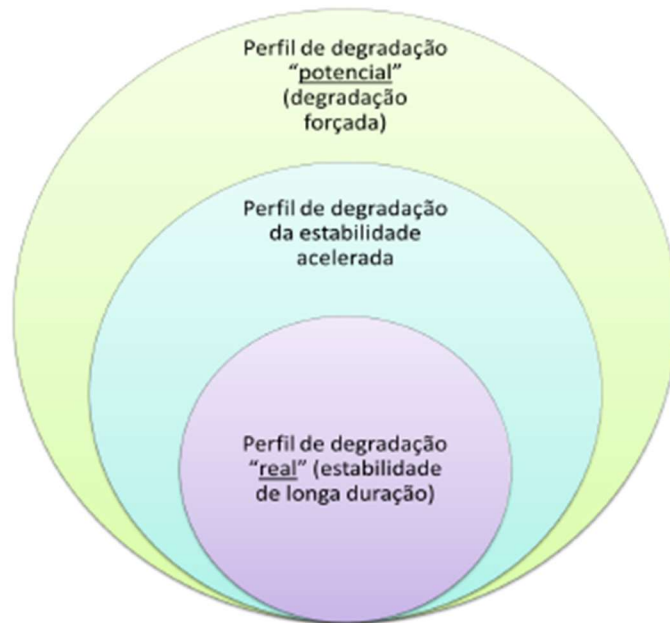 Perfil de degradação
“potencial”
(degradação
forçada)
Perfil de degradação
da estabilidade
acelerada
Perfil de degradação
“real” (estabilidade
de longa duração)